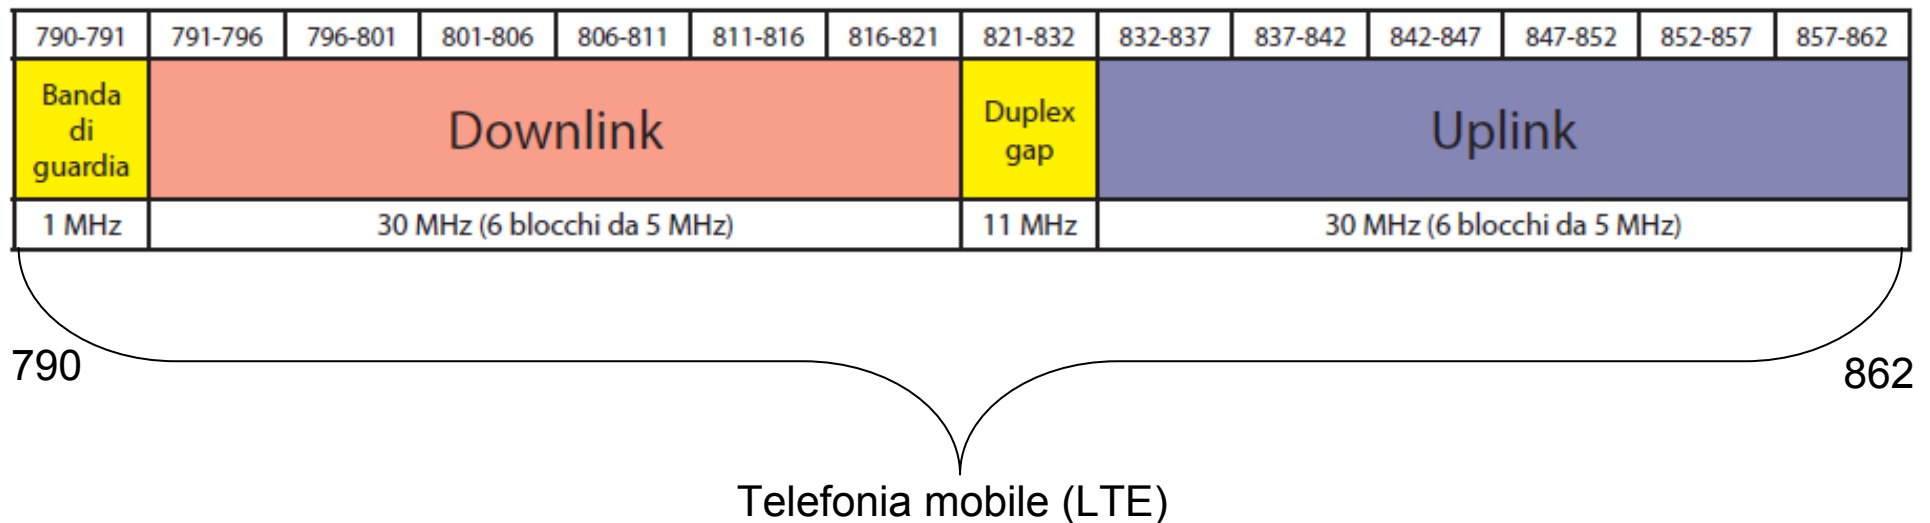 790-791 791-796 796-801 801-806 806-811 811-816 816-821 821-832 832-837 837-842 842-847 847-852 852-857 857-862
Banda
di
guardia
Downlink
Duplex
gap
Uplink
1 MHz 30 MHz (6 blocchi da 5 MHz) 11 MHz 30 MHz (6 blocchi da 5 MHz)
790 862
Telefonia mobile (LTE)